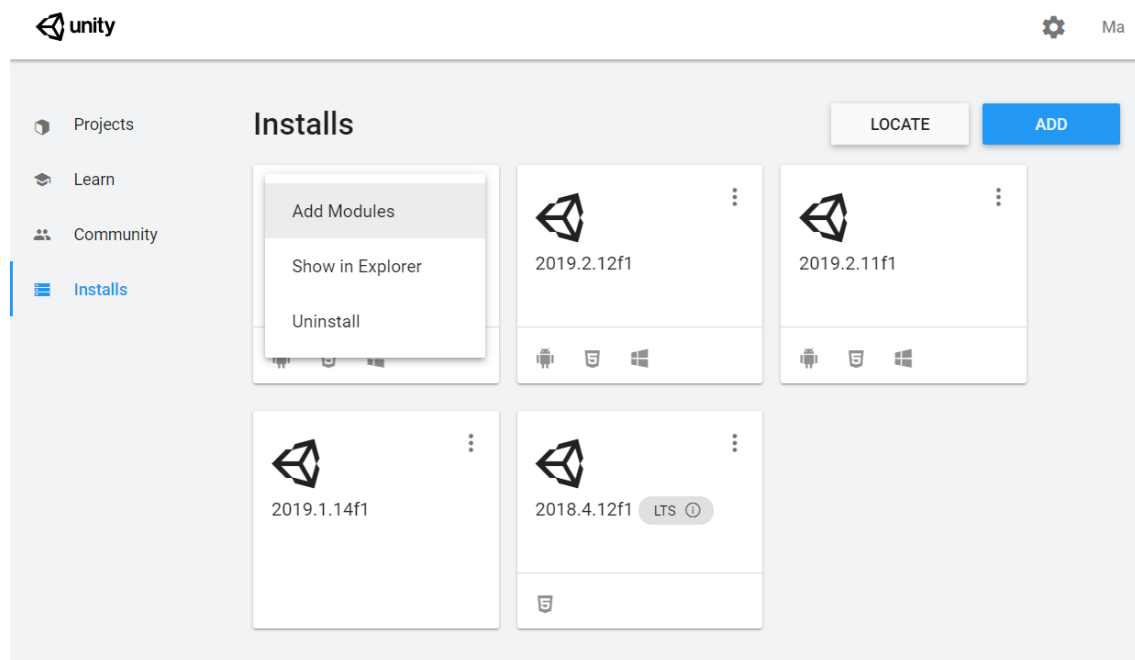 unity
Ma
Projects
Learn
Community
Installs
Installs
LOCATE
ADD
Add Modules
Show in Explorer
Uninstall
2019.2.12f1
2019.2.11f1
2019.1.14f1
2018.4.12f1 LTS